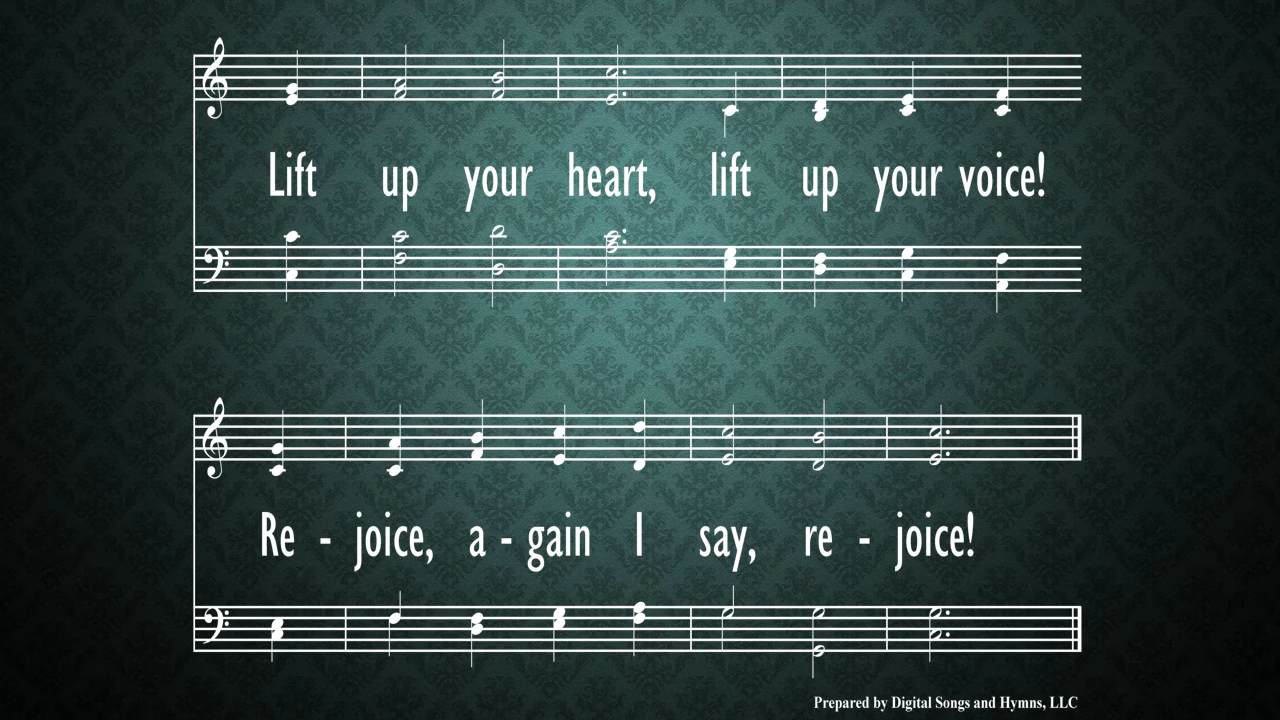 Lift up your heart, lift up your voice!
Re - joice, a - gain I say, re - joice!
Prepared by Digital Songs and Hymns, LLC